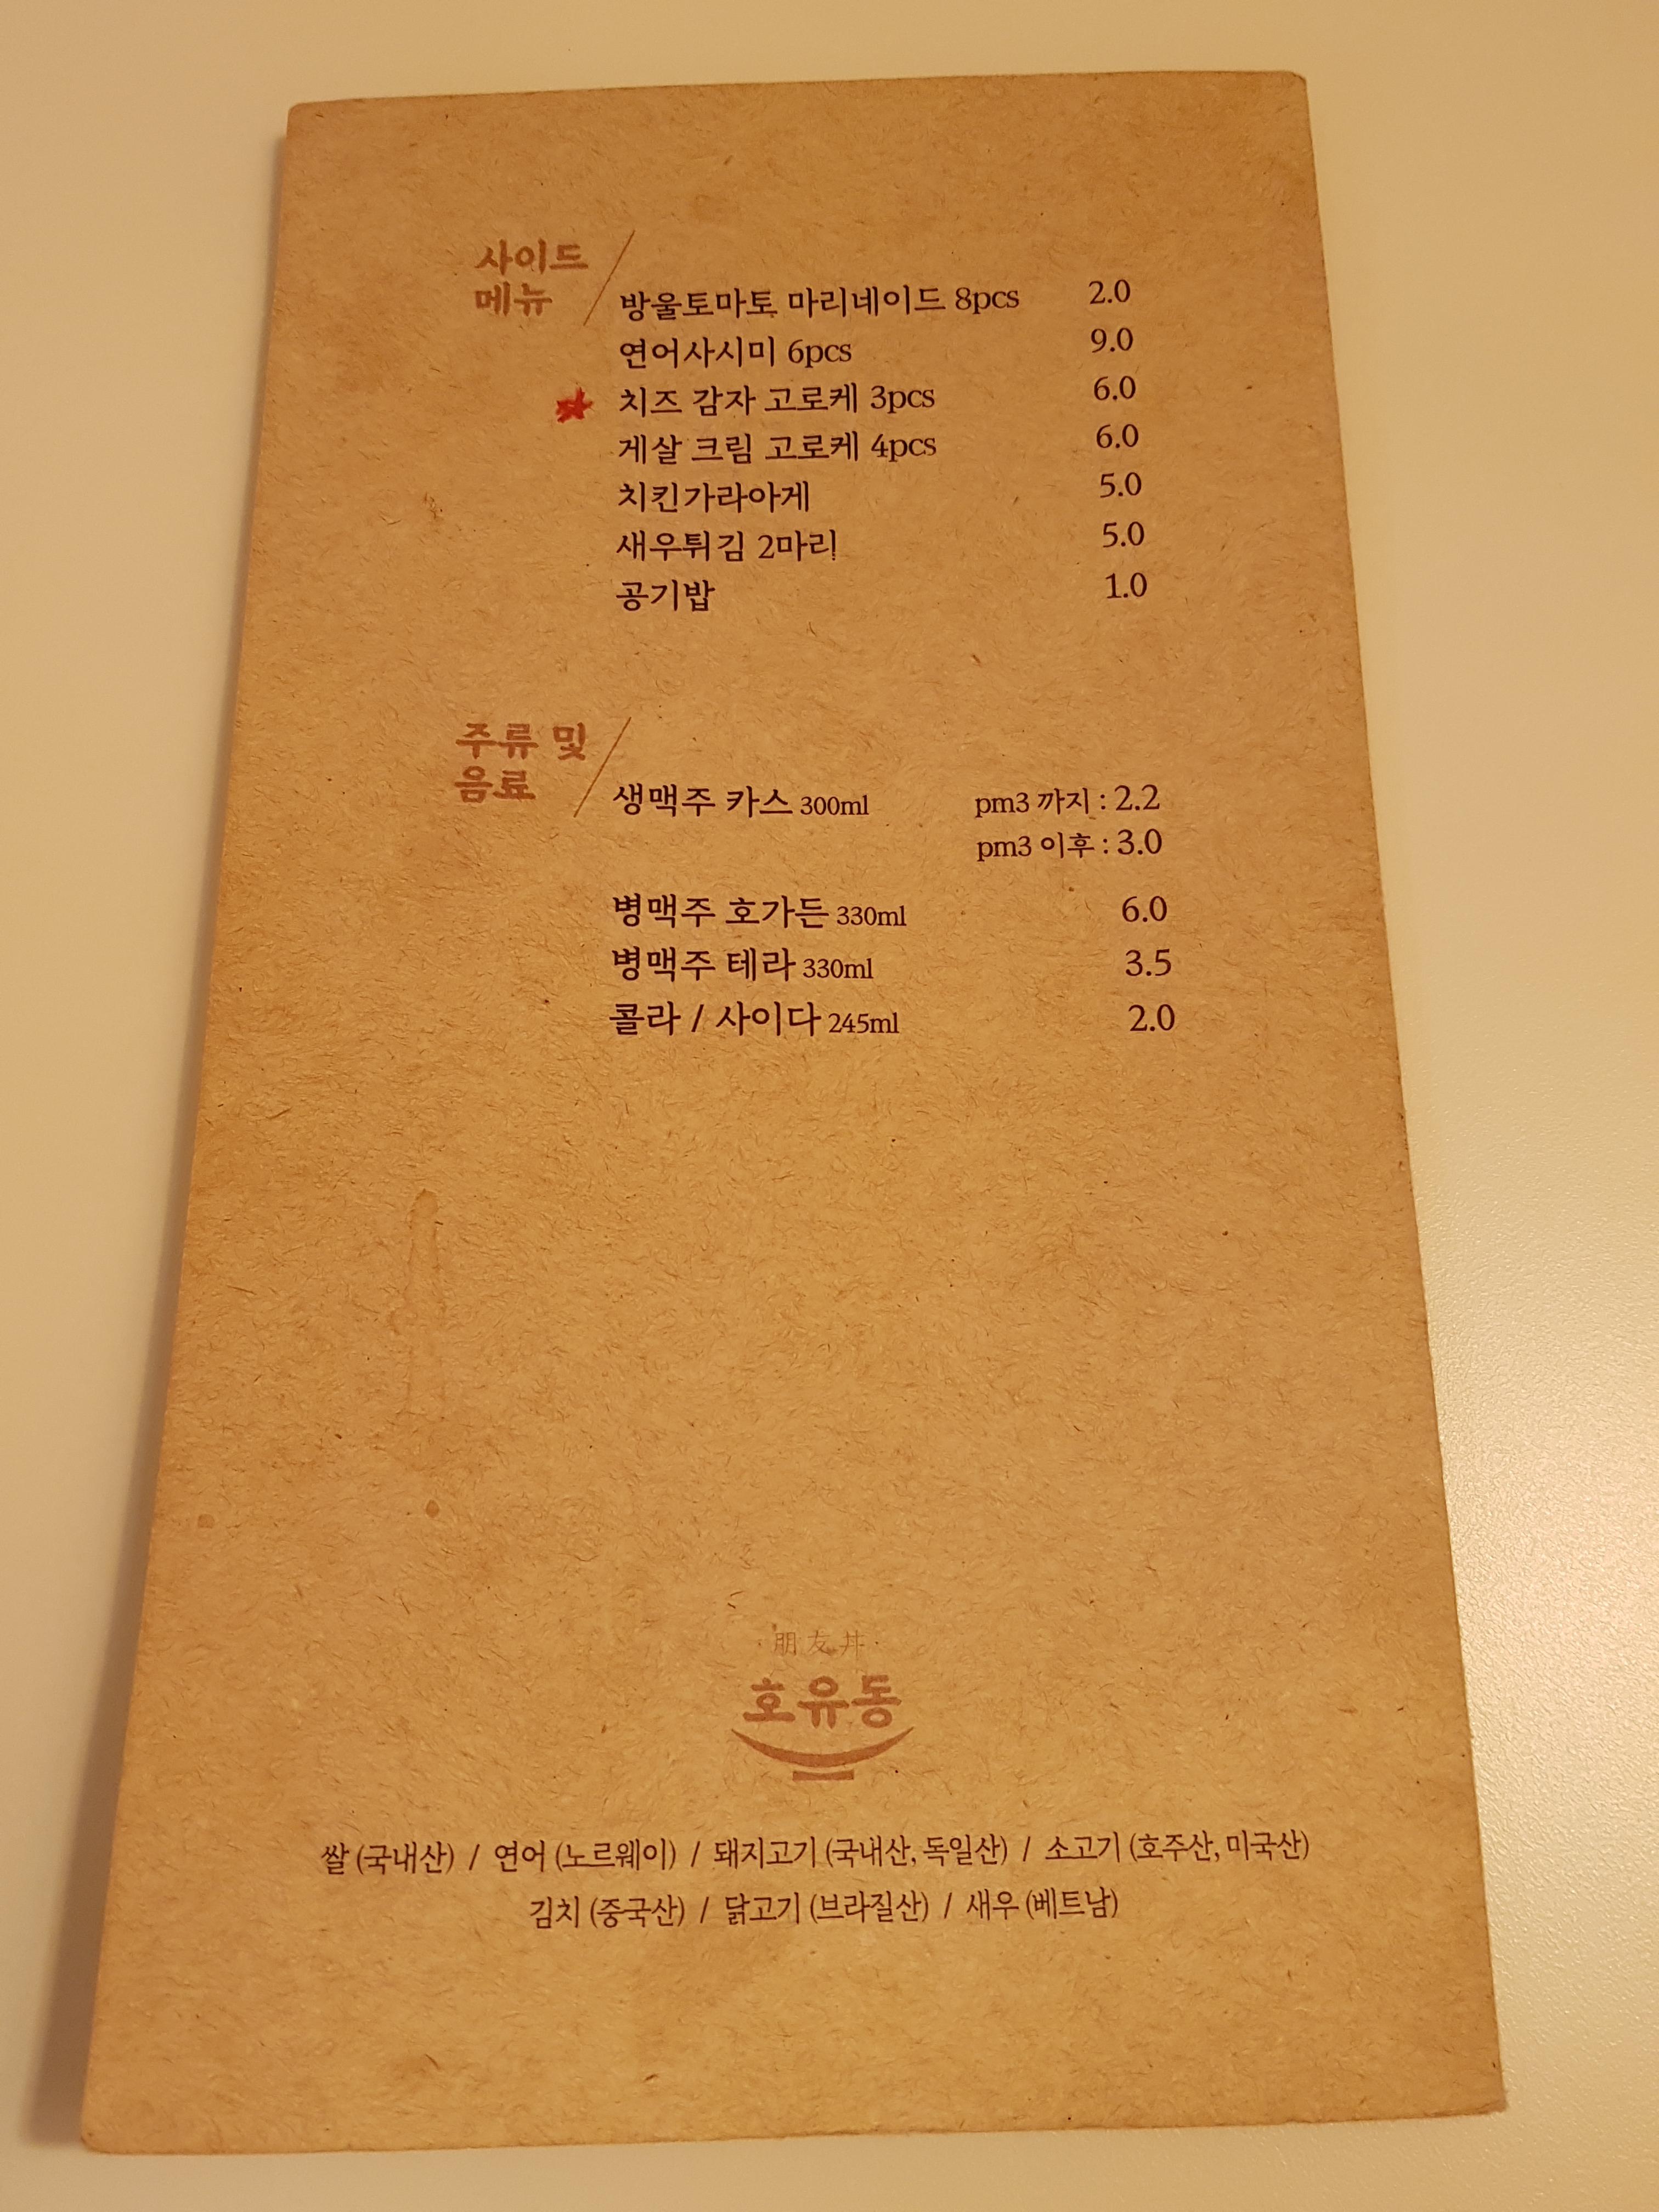 사이드
메뉴
방울토마토 마리네이드 8pcs 2.0
연어사시미 6pcs 9.0
치즈 감자 고로케 3pcs 6.0
게살 크림 고로케 4pcs 6.0
치킨가라아게 5.0
새우튀김 2마리 5.0
공기밥 1.0
주류 및
음료
생맥주 카스 300ml pm3 까지 : 2.2
pm3 이후 : 3.0
병맥주 호가든 330ml 6.0
병맥주 테라 330ml 3.5
콜라 / 사이다 245ml 2.0
朋友丼
호유동
쌀 (국내산) / 연어 (노르웨이) / 돼지고기 (국내산, 독일산) / 소고기 (호주산, 미국산)
김치 (중국산) / 닭고기 (브라질산) / 새우 (베트남)